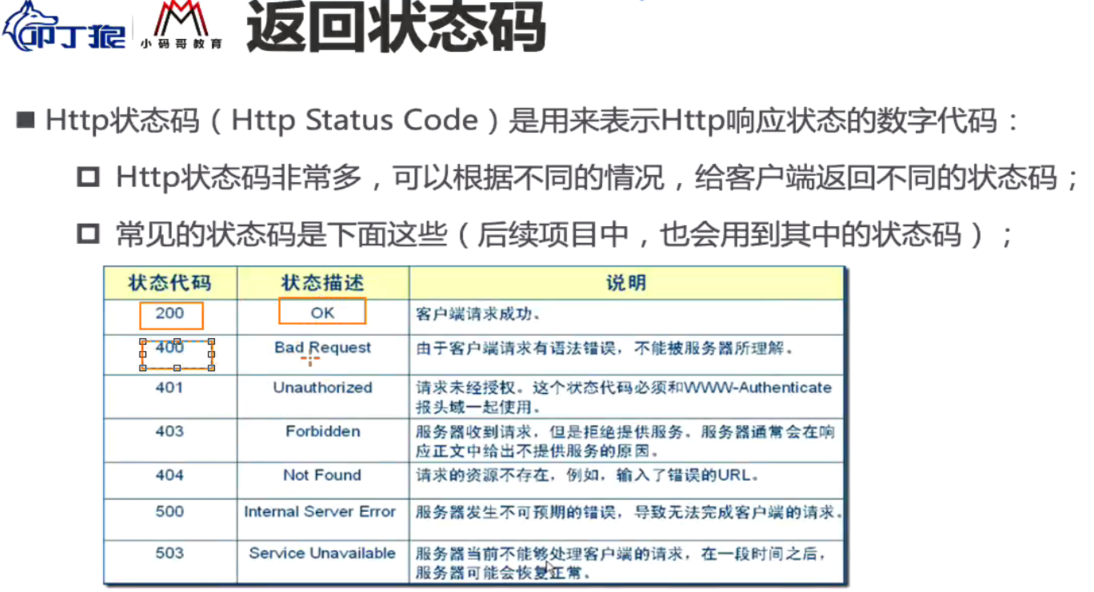 卬丁狼
小码哥教育
返回状态码
Http状态码（Http Status Code）是用来表示Http响应状态的数字代码：
Http状态码非常多，可以根据不同的情况，给客户端返回不同的状态码；
常见的状态码是下面这些（后续项目中，也会用到其中的状态码）；
状态代码 状态描述 说明
200 OK 客户端请求成功。
400 Bad Request 由于客户端请求有语法错误，不能被服务器所理解。
401 Unauthorized 请求未经授权。这个状态代码必须和WWW-Authenticate
报头域一起使用。
403 Forbidden 服务器收到请求，但是拒绝提供服务。服务器通常会在响
应正文中给出不提供服务的原因。
404 Not Found 请求的资源不存在，例如，输入了错误的URL。
500 Internal Server Error 服务器发生不可预期的错误，导致无法完成客户端的请求。
503 Service Unavailable 服务器当前不能够处理客户端的请求，在一段时间之后，
服务器可能会恢复正常。